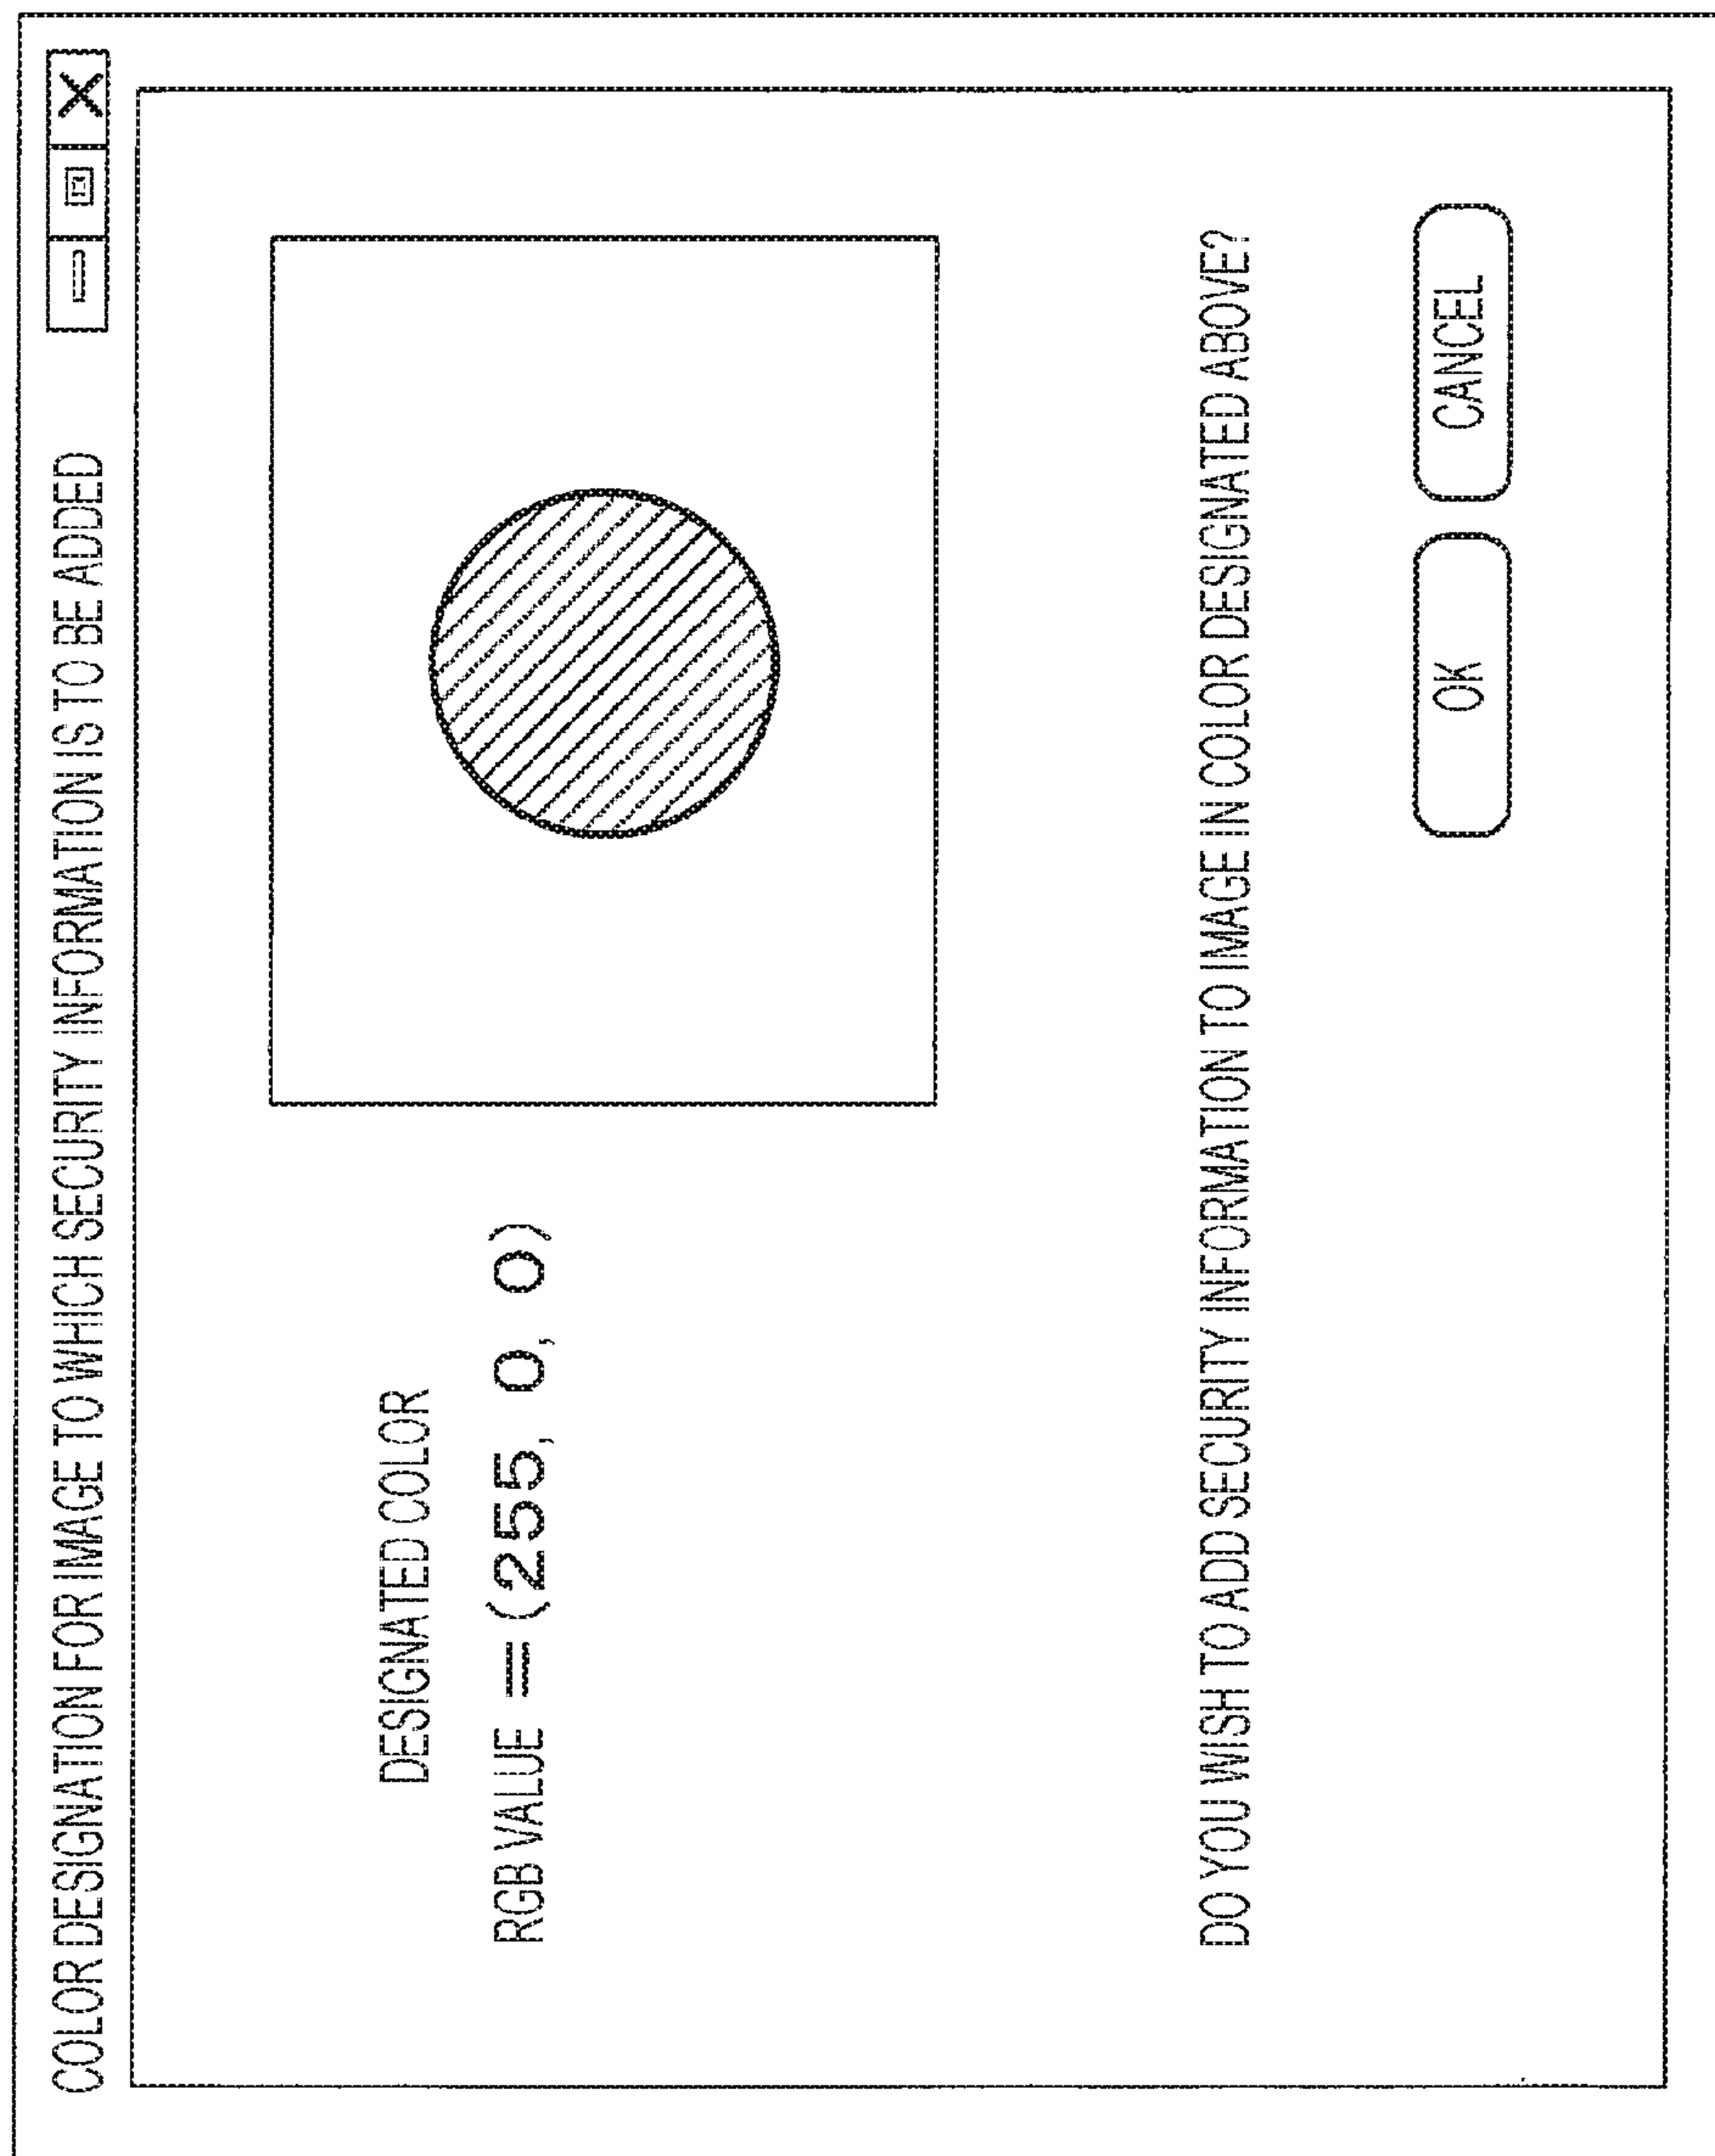 COLOR DESIGNATION FOR IMAGE TO WHICH SECURITY INFORMATION IS TO BE ADDED
DESIGNATED COLOR
RGB VALUE = (255, 0, 0)
DO YOU WISH TO ADD SECURITY INFORMATION TO IMAGE IN COLOR DESIGNATED ABOVE?
OK
CANCEL